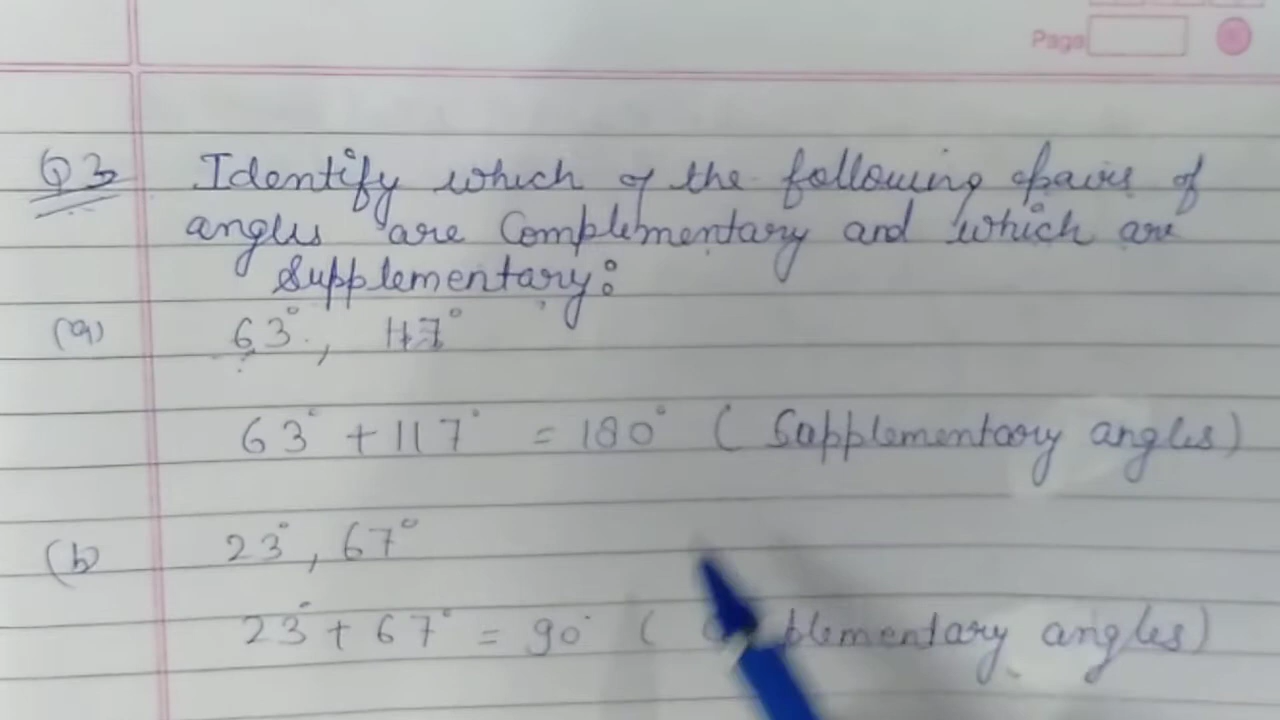 Page
Q3 Identify which of the following pairs of
angles are Complementary and which are
Supplementary:
(a) 63°, 117°
63° + 117° = 180° (Supplementary angles)
(b) 23°, 67°
23° + 67° = 90° ( angles)